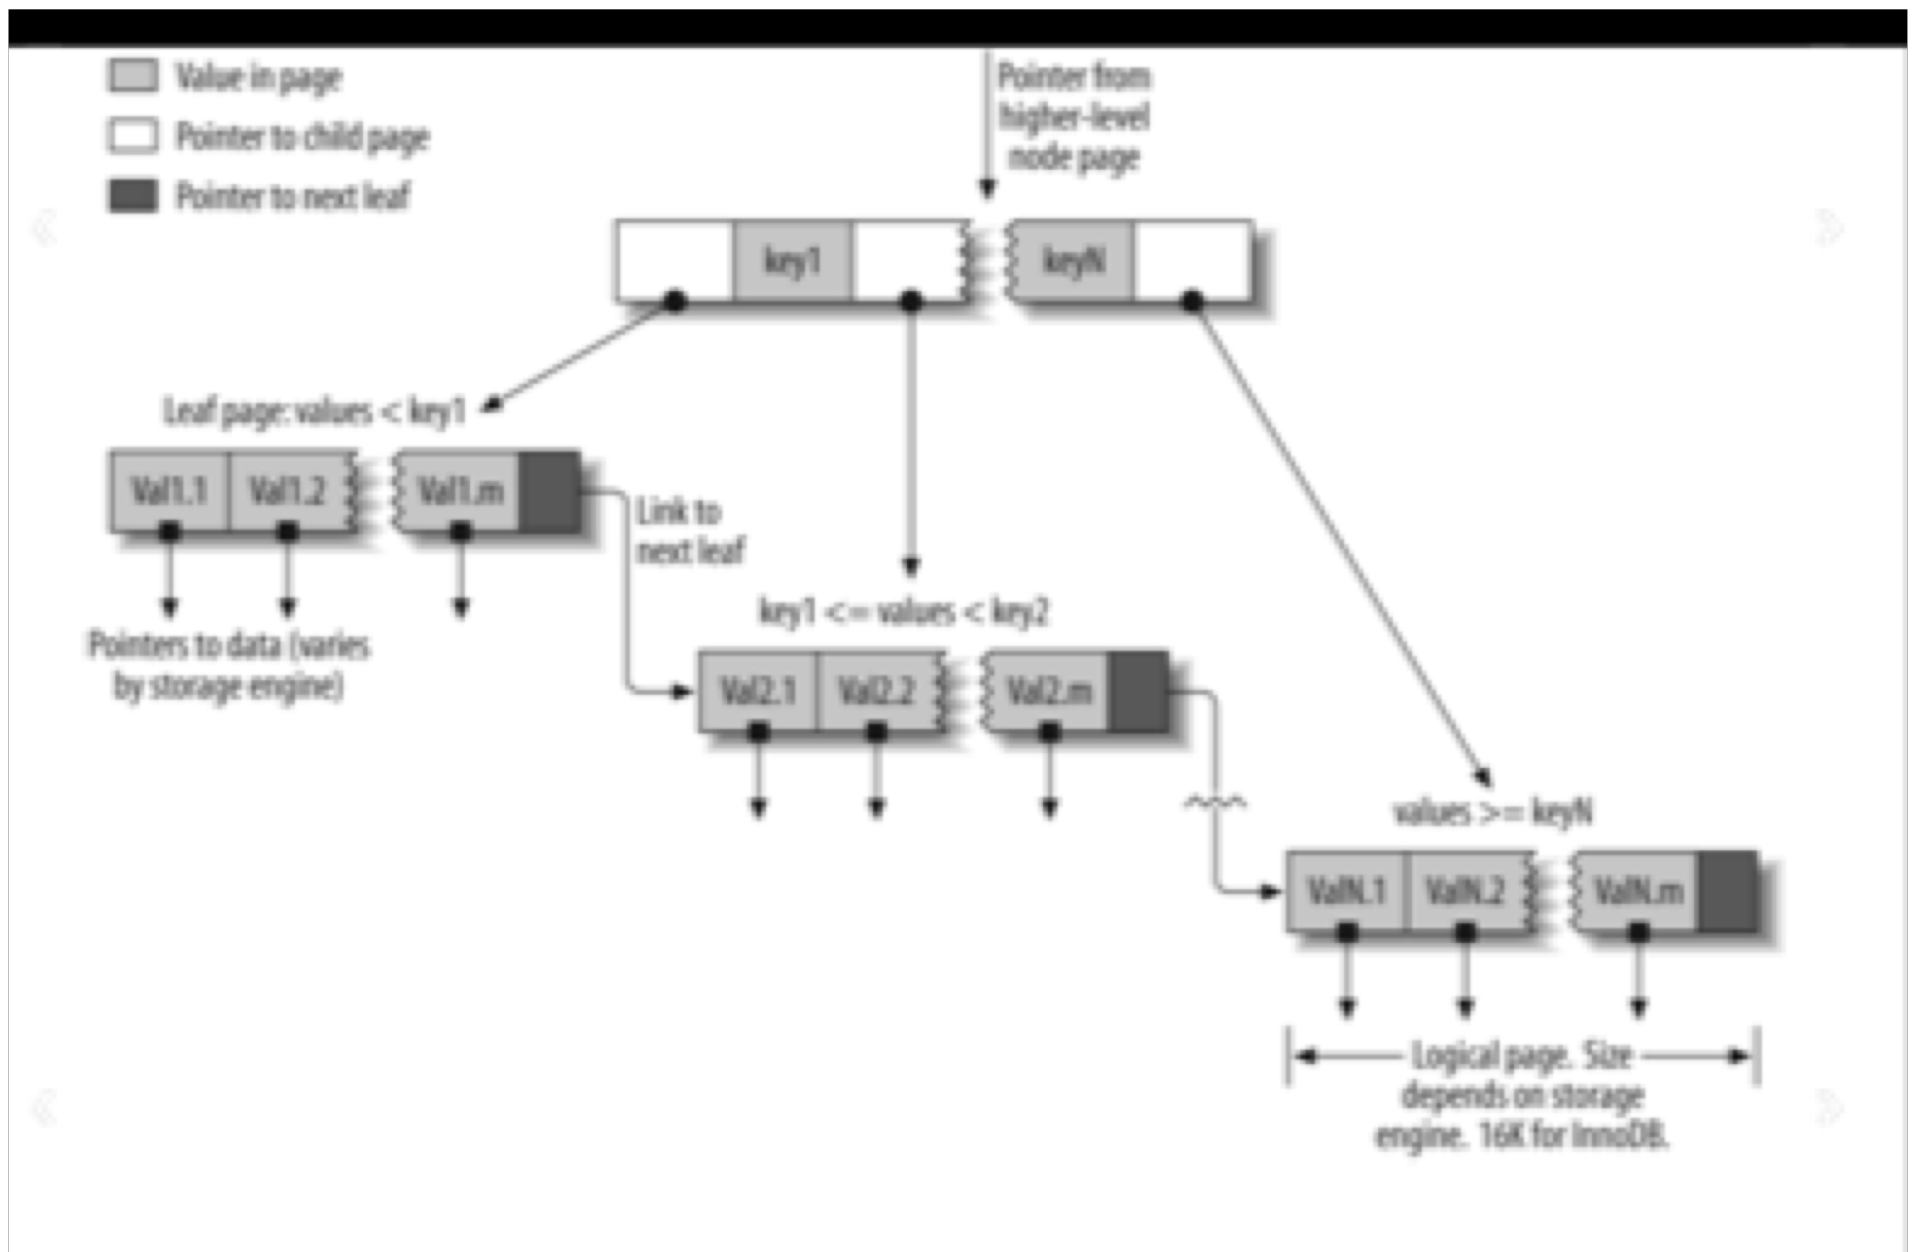 Value in page
Pointer to child page
Pointer to next leaf
Pointer from
higher-level
node page
key1
keyN
Leaf page: values < key1
Val1.1
Val1.2
Val1.m
Link to
next leaf
Pointers to data (varies
by storage engine)
key1 <= values < key2
Val2.1
Val2.2
Val2.m
values >= keyN
ValN.1
ValN.2
ValN.m
Logical page. Size
depends on storage
engine. 16K for InnoDB.